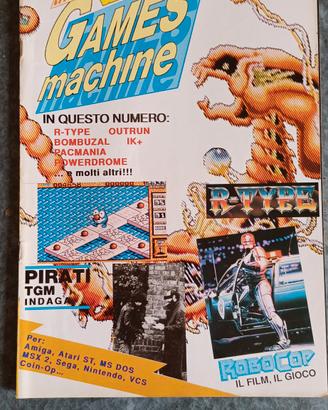 GAMES
machine
IN QUESTO NUMERO:
R-TYPE OUTRUN
BOMBUZAL IK+
PACMANIA
POWERDROME
... e molti altri!!!
R-TYPE
PIRATI
TGM
INDAGA
ROBOCOP
IL FILM, IL GIOCO
Per:
Amiga, Atari ST, MS DOS
MSX 2, Sega, Nintendo, VCS
Coin-Op...